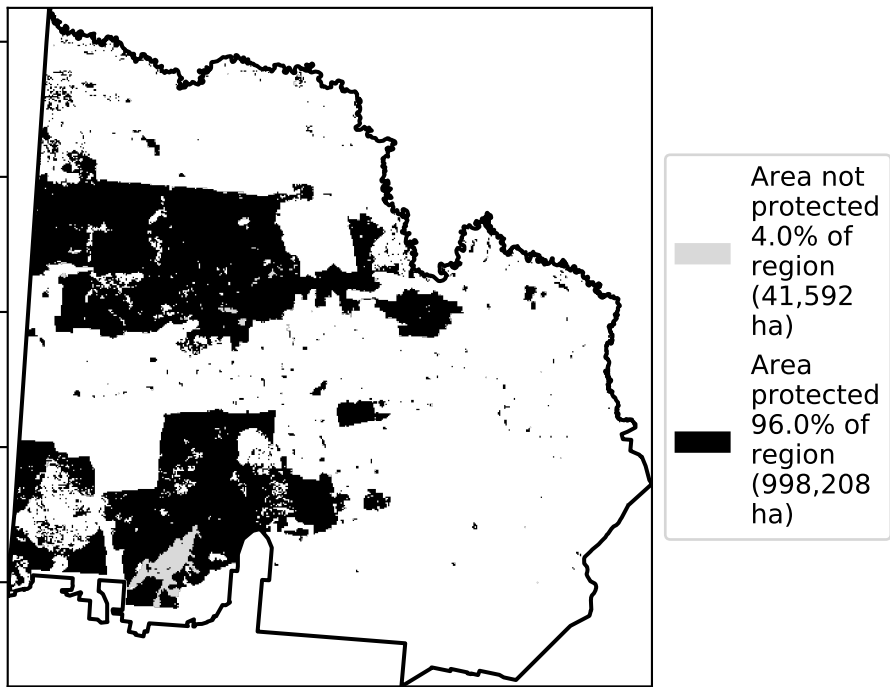 Area not
protected
4.0% of
region
(41,592
ha)
Area
protected
96.0% of
region
(998,208
ha)